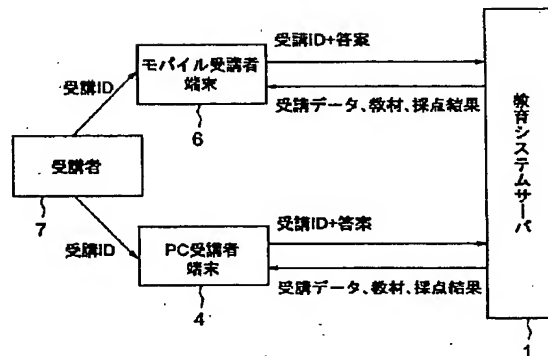 受講ID
モバイル受講者
端末
6
受講ID+答案
受講データ、教材、採点結果
受講者
7
受講ID
PC受講者
端末
4
受講ID+答案
受講データ、教材、採点結果
教育システムサーバ
1